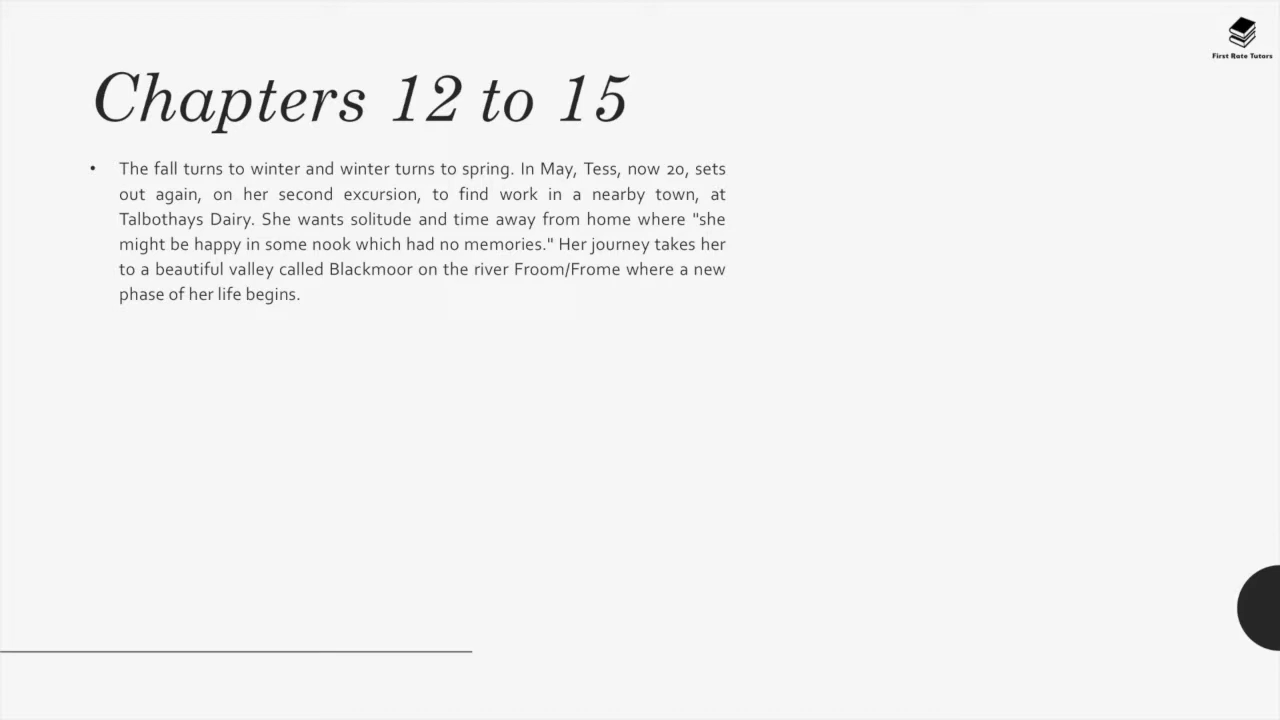 First Rate Tutors
Chapters 12 to 15
• The fall turns to winter and winter turns to spring. In May, Tess, now 20, sets
out again, on her second excursion, to find work in a nearby town, at
Talbothays Dairy. She wants solitude and time away from home where "she
might be happy in some nook which had no memories." Her journey takes her
to a beautiful valley called Blackmoor on the river Froom/Frome where a new
phase of her life begins.